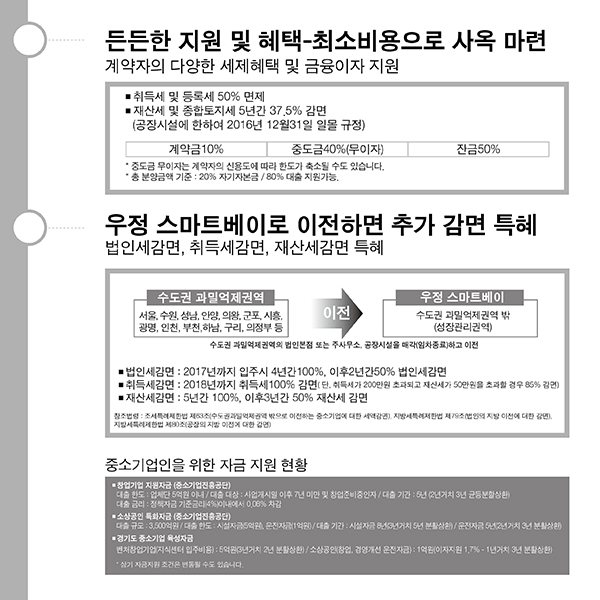 든든한 지원 및 혜택-최소비용으로 사옥 마련
계약자의 다양한 세제혜택 및 금융이자 지원
■ 취득세 및 등록세 50% 면제
■ 재산세 및 종합토지세 5년간 37.5% 감면
(공장시설에 한하여 2016년 12월31일 일몰 규정)
계약금10% 중도금40%(무이자) 잔금50%
* 중도금 무이자는 계약자의 신용도에 따라 한도가 축소될 수도 있습니다.
* 총 분양금액 기준 : 20% 자기자본금 / 80% 대출 지원가능.
우정 스마트베이로 이전하면 추가 감면 특혜
법인세감면, 취득세감면, 재산세감면 특혜
수도권 과밀억제권역
서울, 수원, 성남, 안양, 의왕, 군포, 시흥,
광명, 인천, 부천,하남, 구리, 의정부 등
이전
우정 스마트베이
수도권 과밀억제권역 밖
(성장관리권역)
수도권 과밀억제권역의 법인본점 또는 주사무소, 공장시설을 매각(임차종료)하고 이전
■ 법인세감면 : 2017년까지 입주시 4년간100%, 이후2년간50% 법인세감면
■ 취득세감면 : 2018년까지 취득세100% 감면( 단, 취득세가 200만원 초과되고 재산세가 50만원을 초과할 경우 85% 감면)
■ 재산세감면 : 5년간 100%, 이후3년간 50% 재산세 감면
참조법령 : 조세특례제한법 제63조(수도권과밀억제권역 밖으로 이전하는 중소기업에 대한 세액감면), 지방세특례제한법 제79조(법인의 지방 이전에 대한 감면),
지방세특례제한법 제80조(공장의 지방 이전에 대한 감면)
중소기업인을 위한 자금 지원 현황
■ 창업기업 지원자금 (중소기업진흥공단)
대출 한도 : 업체당 5억원 이내 / 대출 대상 : 사업개시일 이후 7년 미만 및 창업준비중인자 / 대출 기간 : 5년 (2년거치 3년 균등분할상환)
대출 금리 : 정책자금 기준금리(4%)이내에서 0.08% 차감
■ 소상공인 특화자금 (중소기업진흥공단)
대출 규모 : 3,500억원 / 대출 한도 : 시설자금(5억원), 운전자금(1억원) / 대출 기간 : 시설자금 8년(3년거치 5년 분활상환) / 운전자금 5년(2년거치 3년 분활상환)
■ 경기도 중소기업 육성자금
벤처창업기업(지식센터 입주비용) : 5억원(3년거치 2년 분활상환) / 소상공인(창업, 경영개선 운전자금) : 1억원(이자지원 1.7% - 1년거치 3년 분활상환)
* 상기 자금지원 조건은 변동될 수도 있습니다.